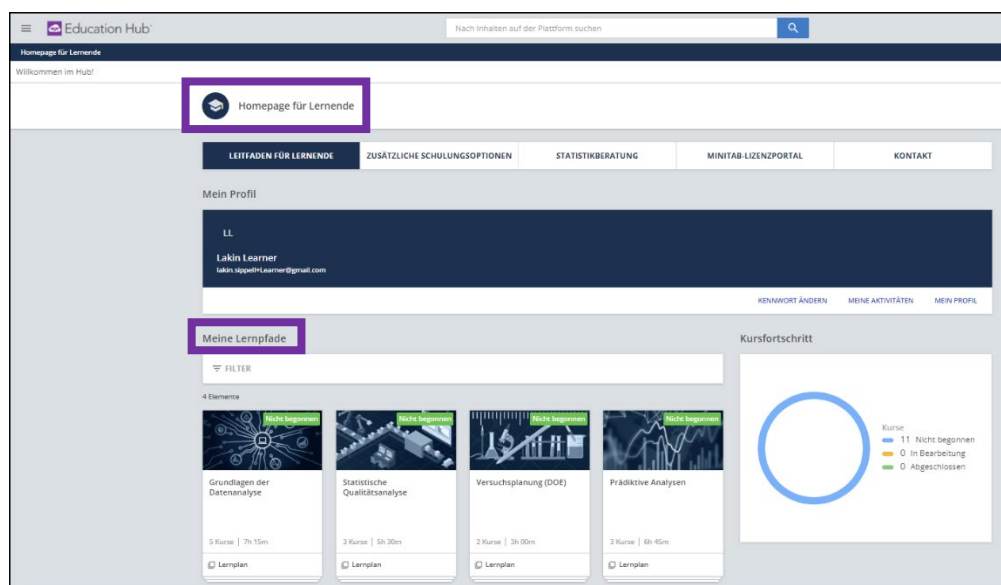 Education Hub
Nach Inhalten auf der Plattform suchen
Homepage für Lernende
Willkommen im Hub!
Homepage für Lernende
LEITFADEN FÜR LERNENDE ZUSÄTZLICHE SCHULUNGSOPTIONEN STATISTIKBERATUNG MINITAB-LIZENZPORTAL KONTAKT
Mein Profil
LL
Lakin Learner
lakin.sippell+Learner@gmail.com
KENNWORT ÄNDERN MEINE AKTIVITÄTEN MEIN PROFIL
Meine Lernpfade
FILTER
4 Elemente
Nicht begonnen
Grundlagen der
Datenanalyse
5 Kurse | 7h 15m
Lernplan
Nicht begonnen
Statistische
Qualitätsanalyse
3 Kurse | 5h 30m
Lernplan
Nicht begonnen
Versuchsplanung (DOE)
2 Kurse | 3h 00m
Lernplan
Nicht begonnen
Prädiktive Analysen
3 Kurse | 6h 45m
Lernplan
Kursfortschritt
Kurse
11 Nicht begonnen
0 In Bearbeitung
0 Abgeschlossen